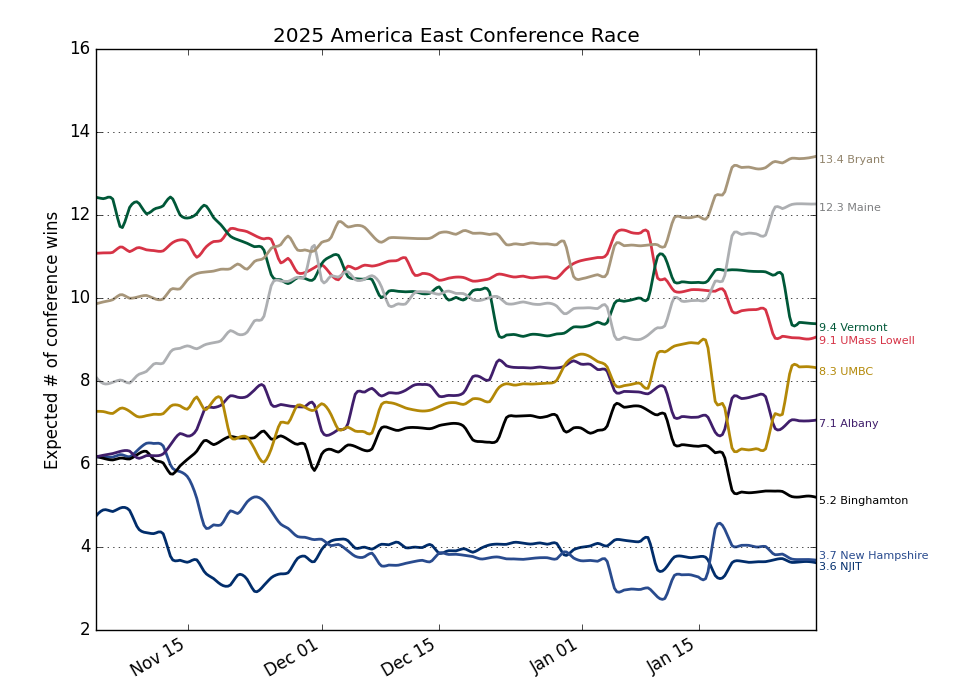 2025 America East Conference Race
Expected # of conference wins
16
14
12
10
8
6
4
2
13.4 Bryant
12.3 Maine
9.4 Vermont
9.1 UMass Lowell
8.3 UMBC
7.1 Albany
5.2 Binghamton
3.7 New Hampshire
3.6 NJIT
Nov 15
Dec 01
Dec 15
Jan 01
Jan 15